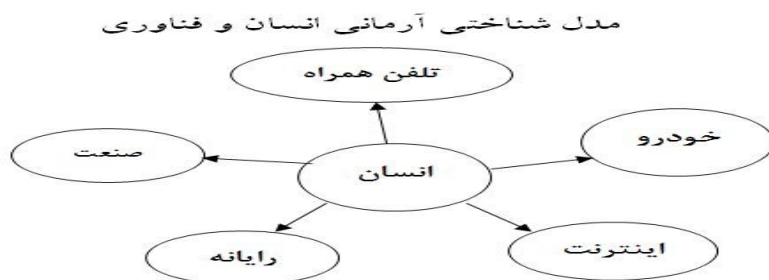 مدل شناختی آرمانی انسان و فناوری
تلفن همراه
خودرو
صنعت
انسان
اینترنت
رایانه